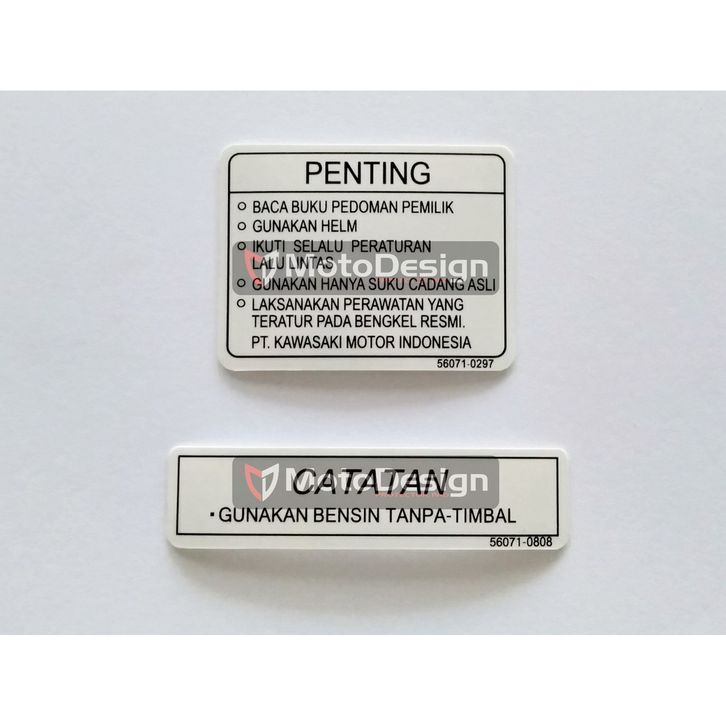 PENTING
BACA BUKU PEDOMAN PEMILIK
GUNAKAN HELM
IKUTI SELALU PERATURAN
LALU LINTAS
MotoDesign
GUNAKAN HANYA SUKU CADANG ASLI
LAKSANAKAN PERAWATAN YANG
TERATUR PADA BENGKEL RESMI.
PT. KAWASAKI MOTOR INDONESIA
56071-0297
CATATAN
MotoDesign
· GUNAKAN BENSIN TANPA-TIMBAL
56071-0808